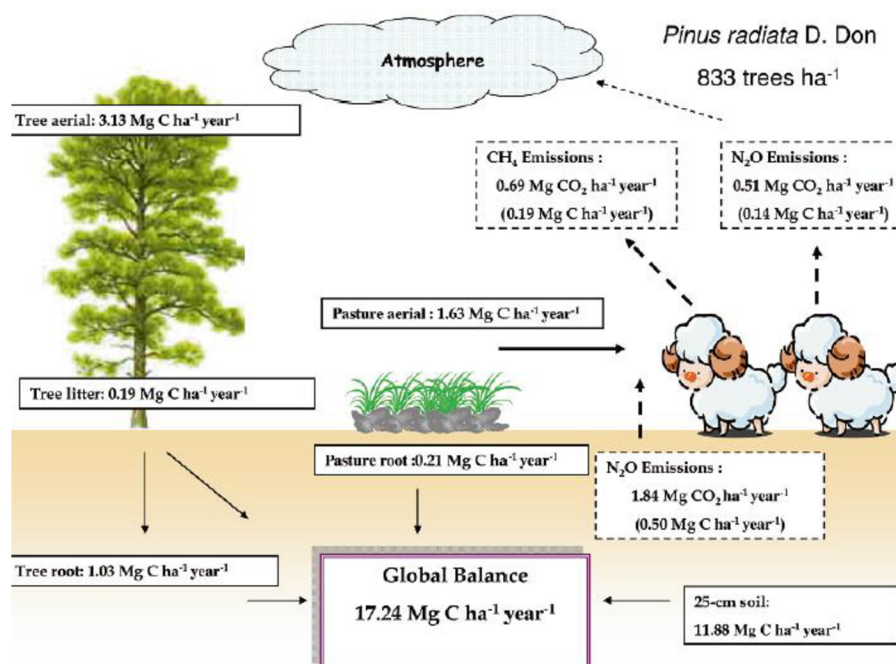 Pinus radiata D. Don
833 trees ha⁻¹
Atmosphere
Tree aerial: 3.13 Mg C ha⁻¹ year⁻¹
CH₄ Emissions :
0.69 Mg CO₂ ha⁻¹ year⁻¹
(0.19 Mg C ha⁻¹ year⁻¹)
N₂O Emissions :
0.51 Mg CO₂ ha⁻¹ year⁻¹
(0.14 Mg C ha⁻¹ year⁻¹)
Pasture aerial : 1.63 Mg C ha⁻¹ year⁻¹
Tree litter: 0.19 Mg C ha⁻¹ year⁻¹
Pasture root :0.21 Mg C ha⁻¹ year⁻¹
N₂O Emissions :
1.84 Mg CO₂ ha⁻¹ year⁻¹
(0.50 Mg C ha⁻¹ year⁻¹)
Tree root: 1.03 Mg C ha⁻¹ year⁻¹
Global Balance
17.24 Mg C ha⁻¹ year⁻¹
25-cm soil:
11.88 Mg C ha⁻¹ year⁻¹